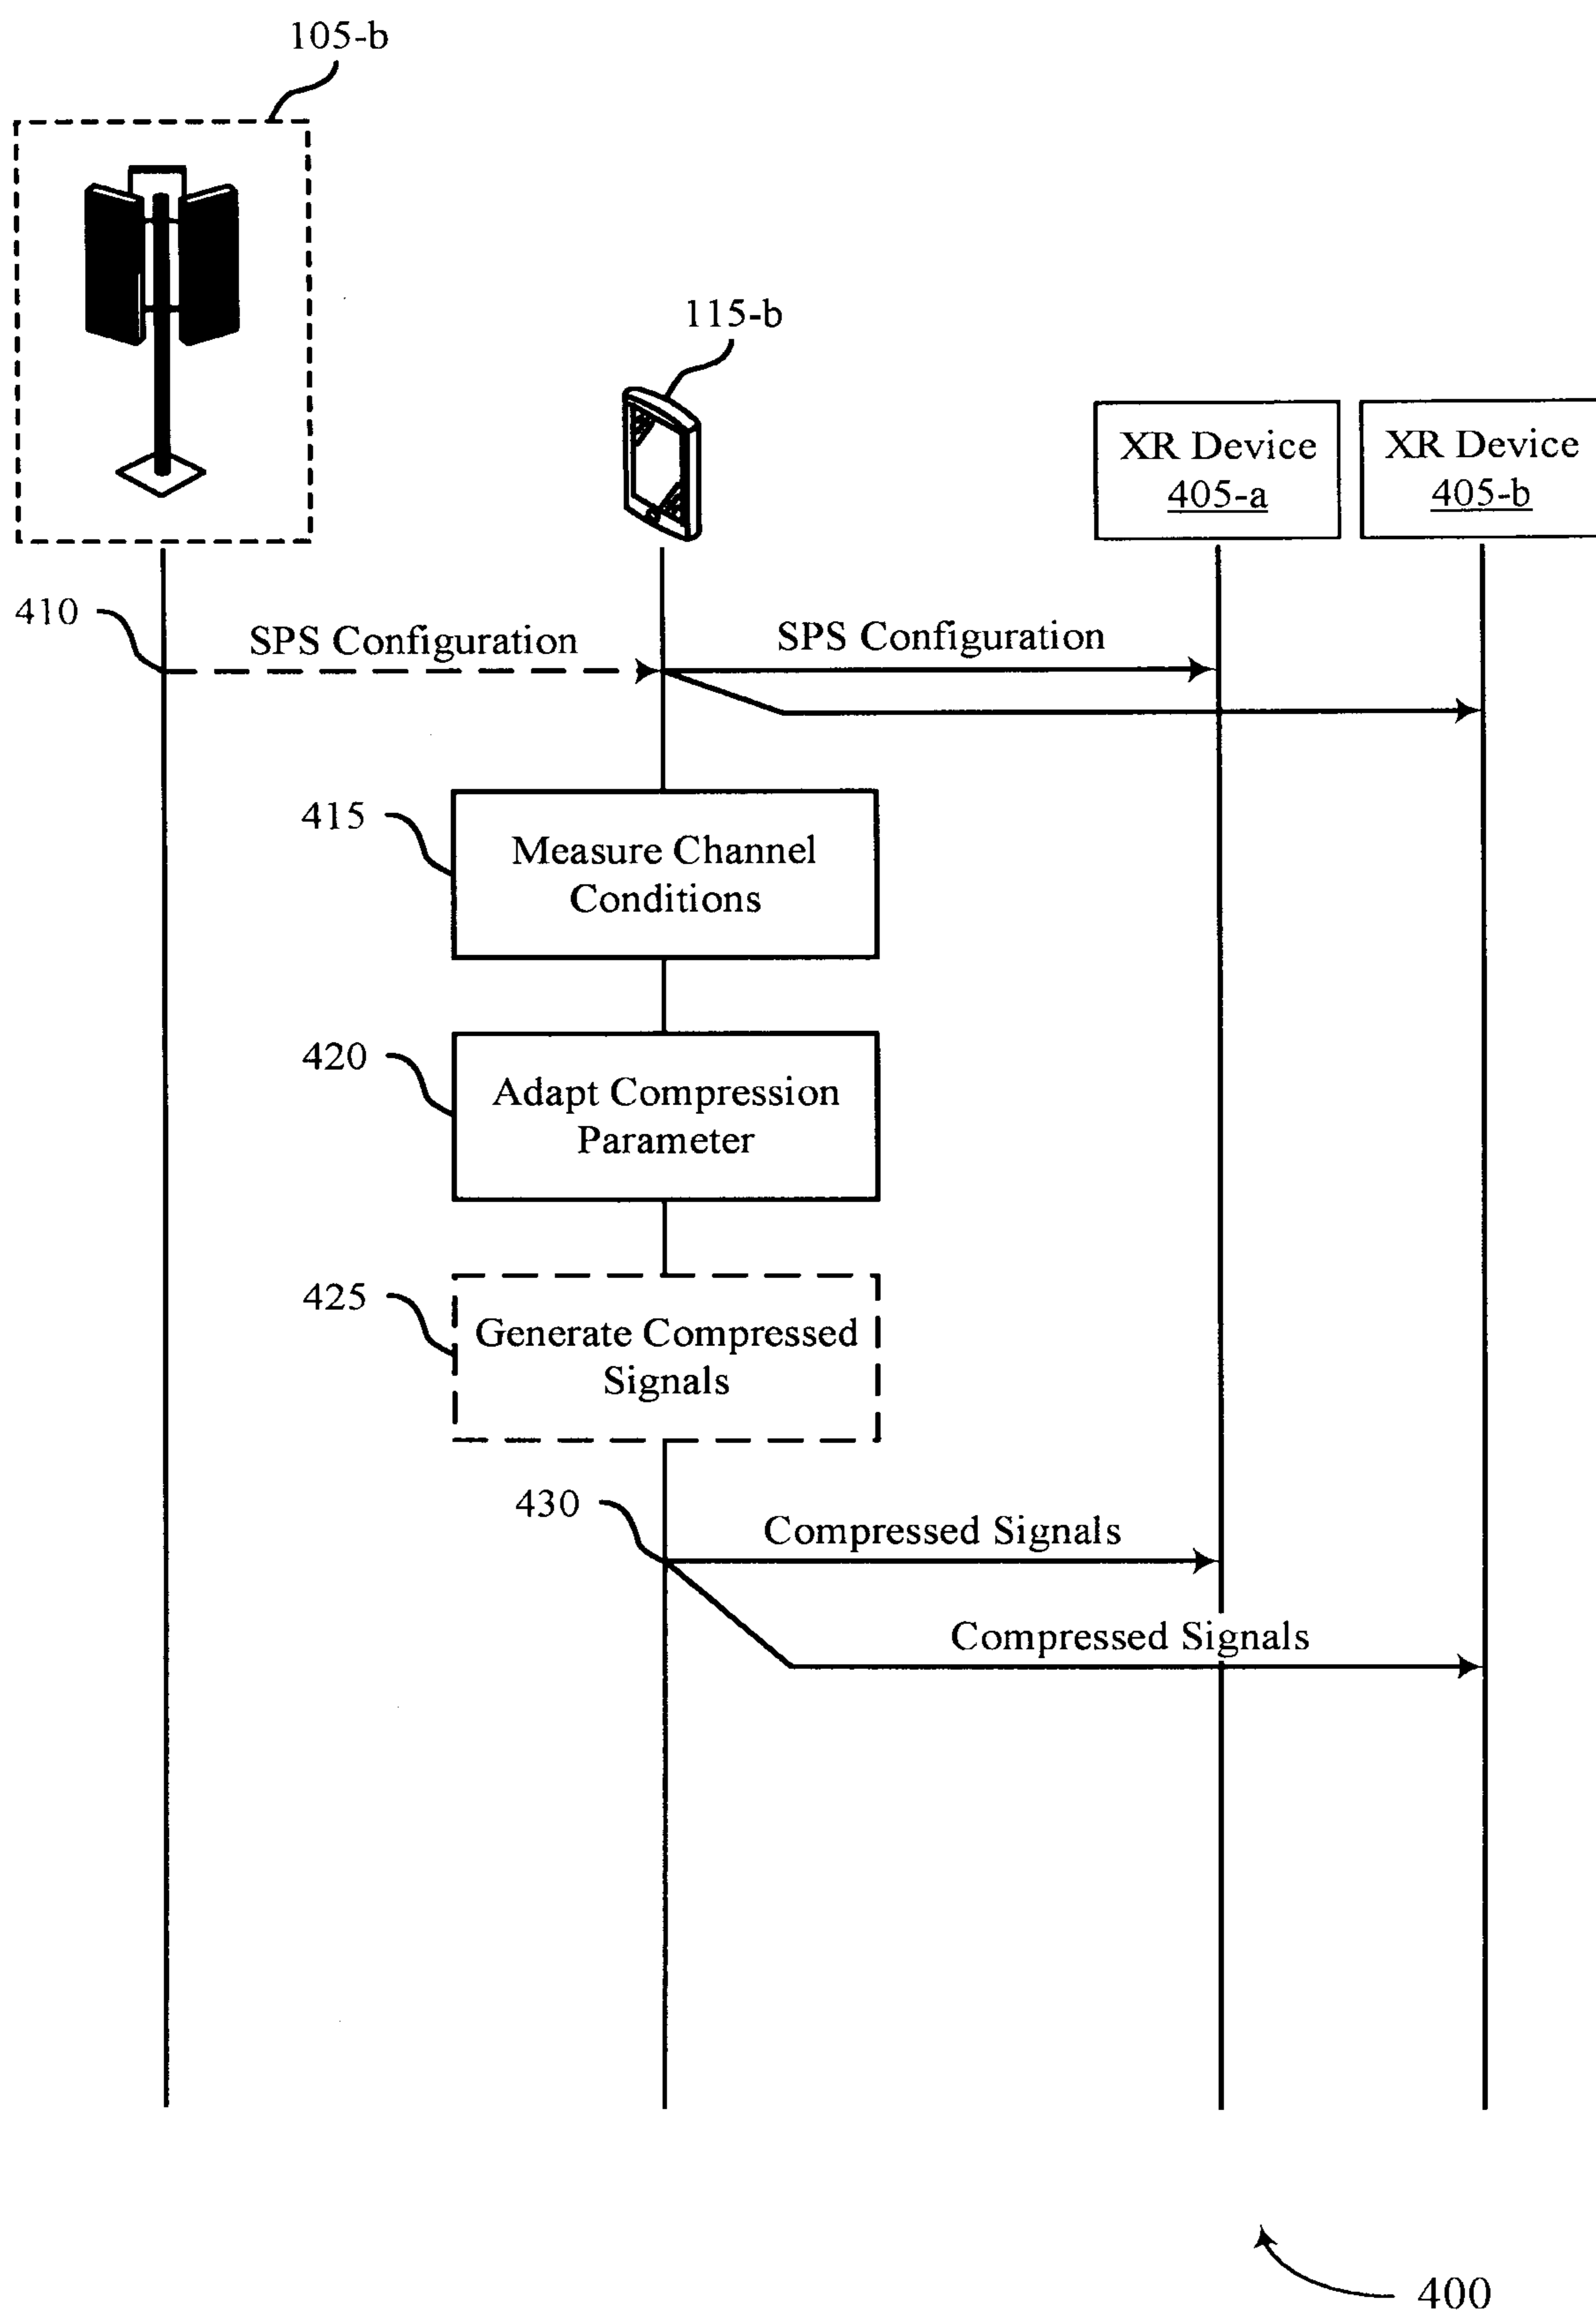 105-b
115-b
XR Device
405-a
XR Device
405-b
410
SPS Configuration
SPS Configuration
415
Measure Channel
Conditions
420
Adapt Compression
Parameter
425
Generate Compressed
Signals
430
Compressed Signals
Compressed Signals
400